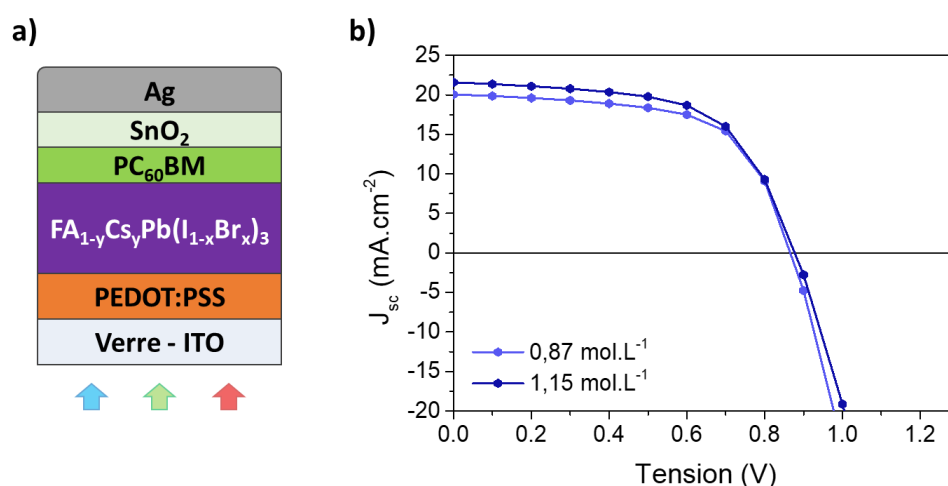 a)
Ag
SnO₂
PC₆₀BM
FA₁₋yCsyPb(I₁₋ₓBrₓ)₃
PEDOT:PSS
Verre - ITO
b)
J_sc (mA.cm⁻²)
25
20
15
10
5
0
-5
-10
-15
-20
0,87 mol.L⁻¹
1,15 mol.L⁻¹
0.0 0.2 0.4 0.6 0.8 1.0 1.2
Tension (V)